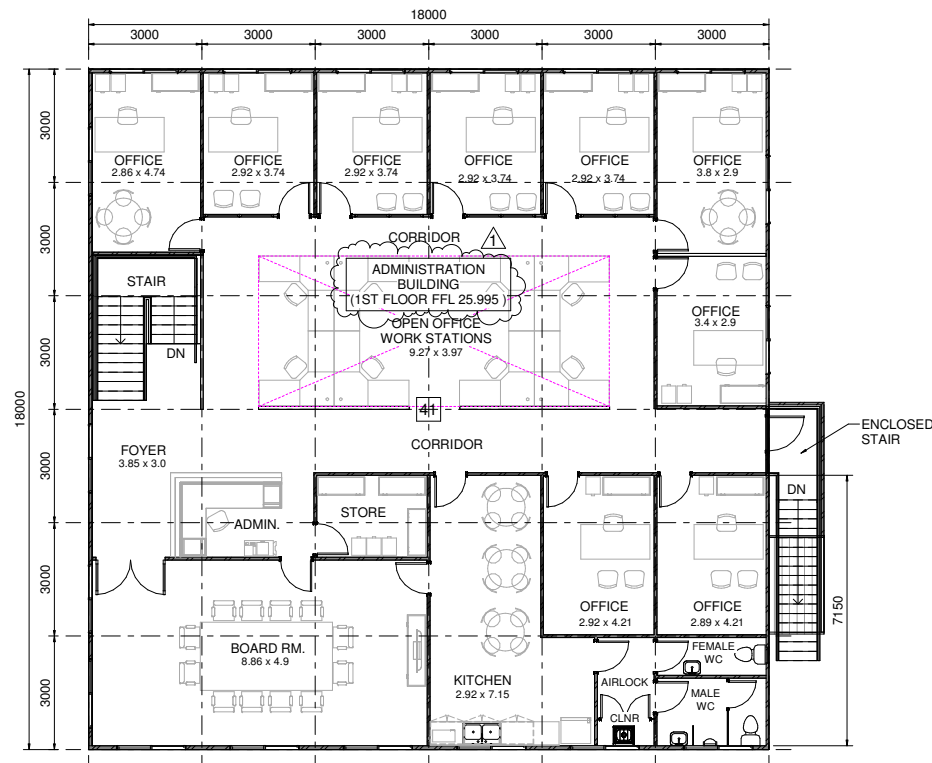 18000
3000 3000 3000 3000 3000 3000
18000
3000
3000
3000
3000
3000
3000
OFFICE
2.86 x 4.74
OFFICE
2.92 x 3.74
OFFICE
2.92 x 3.74
OFFICE
2.92 x 3.74
OFFICE
2.92 x 3.74
OFFICE
3.8 x 2.9
CORRIDOR
1
ADMINISTRATION
BUILDING
(1ST FLOOR FFL 25.995 )
OPEN OFFICE
WORK STATIONS
9.27 x 3.97
STAIR
DN
OFFICE
3.4 x 2.9
41
CORRIDOR
ENCLOSED
STAIR
DN
7150
FOYER
3.85 x 3.0
ADMIN.
STORE
OFFICE
2.92 x 4.21
OFFICE
2.89 x 4.21
BOARD RM.
8.86 x 4.9
KITCHEN
2.92 x 7.15
AIRLOCK
CLNR
FEMALE
WC
MALE
WC